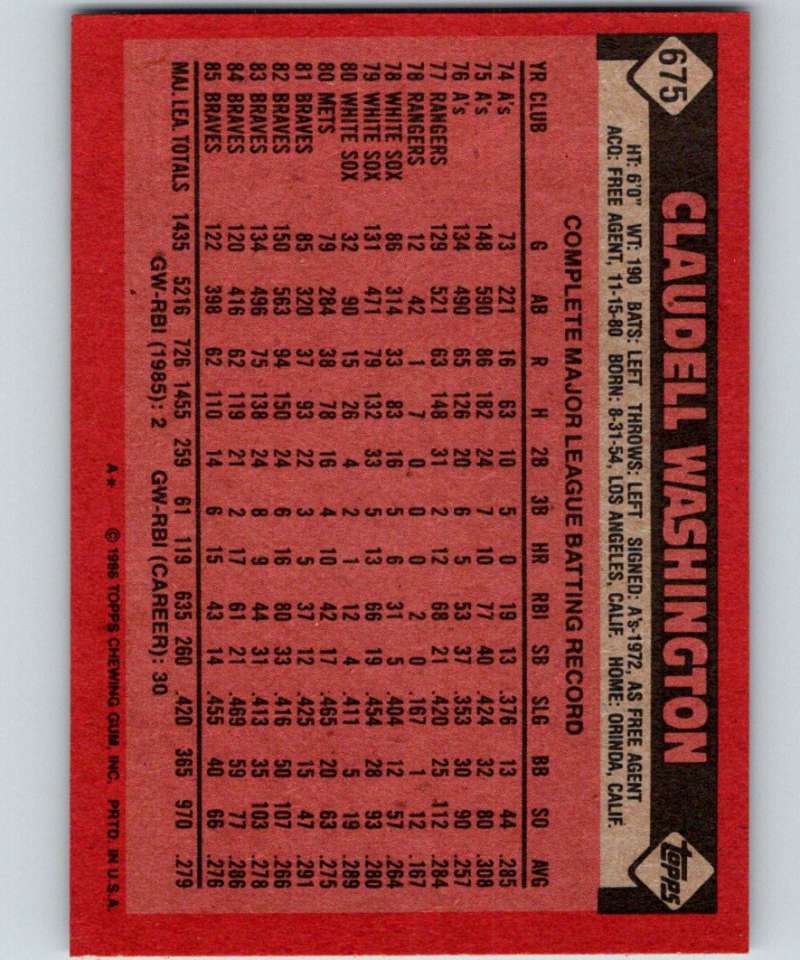 675 CLAUDELL WASHINGTON topps
HT: 6'0" WT: 190 BATS: LEFT THROWS: LEFT SIGNED: A's-1972, AS FREE AGENT
ACQ: FREE AGENT, 11-15-80 BORN: 8-31-54, LOS ANGELES, CALIF. HOME: ORINDA, CALIF.
COMPLETE MAJOR LEAGUE BATTING RECORD
YR CLUB G AB R H 2B 3B HR RBI SB SLG BB SO AVG
74 A's 73 221 16 63 10 5 0 19 13 .376 13 44 .285
75 A's 148 590 86 182 24 7 10 77 40 .424 32 80 .308
76 A's 134 490 65 126 20 6 5 53 37 .353 30 90 .257
77 RANGERS 129 521 63 148 31 2 12 68 21 .420 25 112 .284
78 RANGERS 12 42 1 7 0 0 0 2 0 .167 1 12 .167
78 WHITE SOX 86 314 33 83 16 5 6 31 5 .404 12 57 .264
79 WHITE SOX 131 471 79 132 33 5 13 66 19 .454 28 93 .280
80 WHITE SOX 32 90 15 26 4 2 1 12 4 .411 5 19 .289
80 METS 79 284 38 78 16 4 10 42 17 .465 20 63 .275
81 BRAVES 85 320 37 93 22 3 5 37 12 .425 15 47 .291
82 BRAVES 150 563 94 150 24 6 16 80 33 .416 50 107 .266
83 BRAVES 134 496 75 138 24 8 9 44 31 .413 35 103 .278
84 BRAVES 120 416 62 119 21 2 17 61 21 .469 59 77 .286
85 BRAVES 122 398 62 110 14 6 15 43 14 .455 40 66 .276
MAJ. LEA. TOTALS 1435 5216 726 1455 259 61 119 635 260 .420 365 970 .279
GW-RBI (1985): 2 GW-RBI (CAREER): 30
A* © 1986 TOPPS CHEWING GUM, INC. PRTD. IN U.S.A.